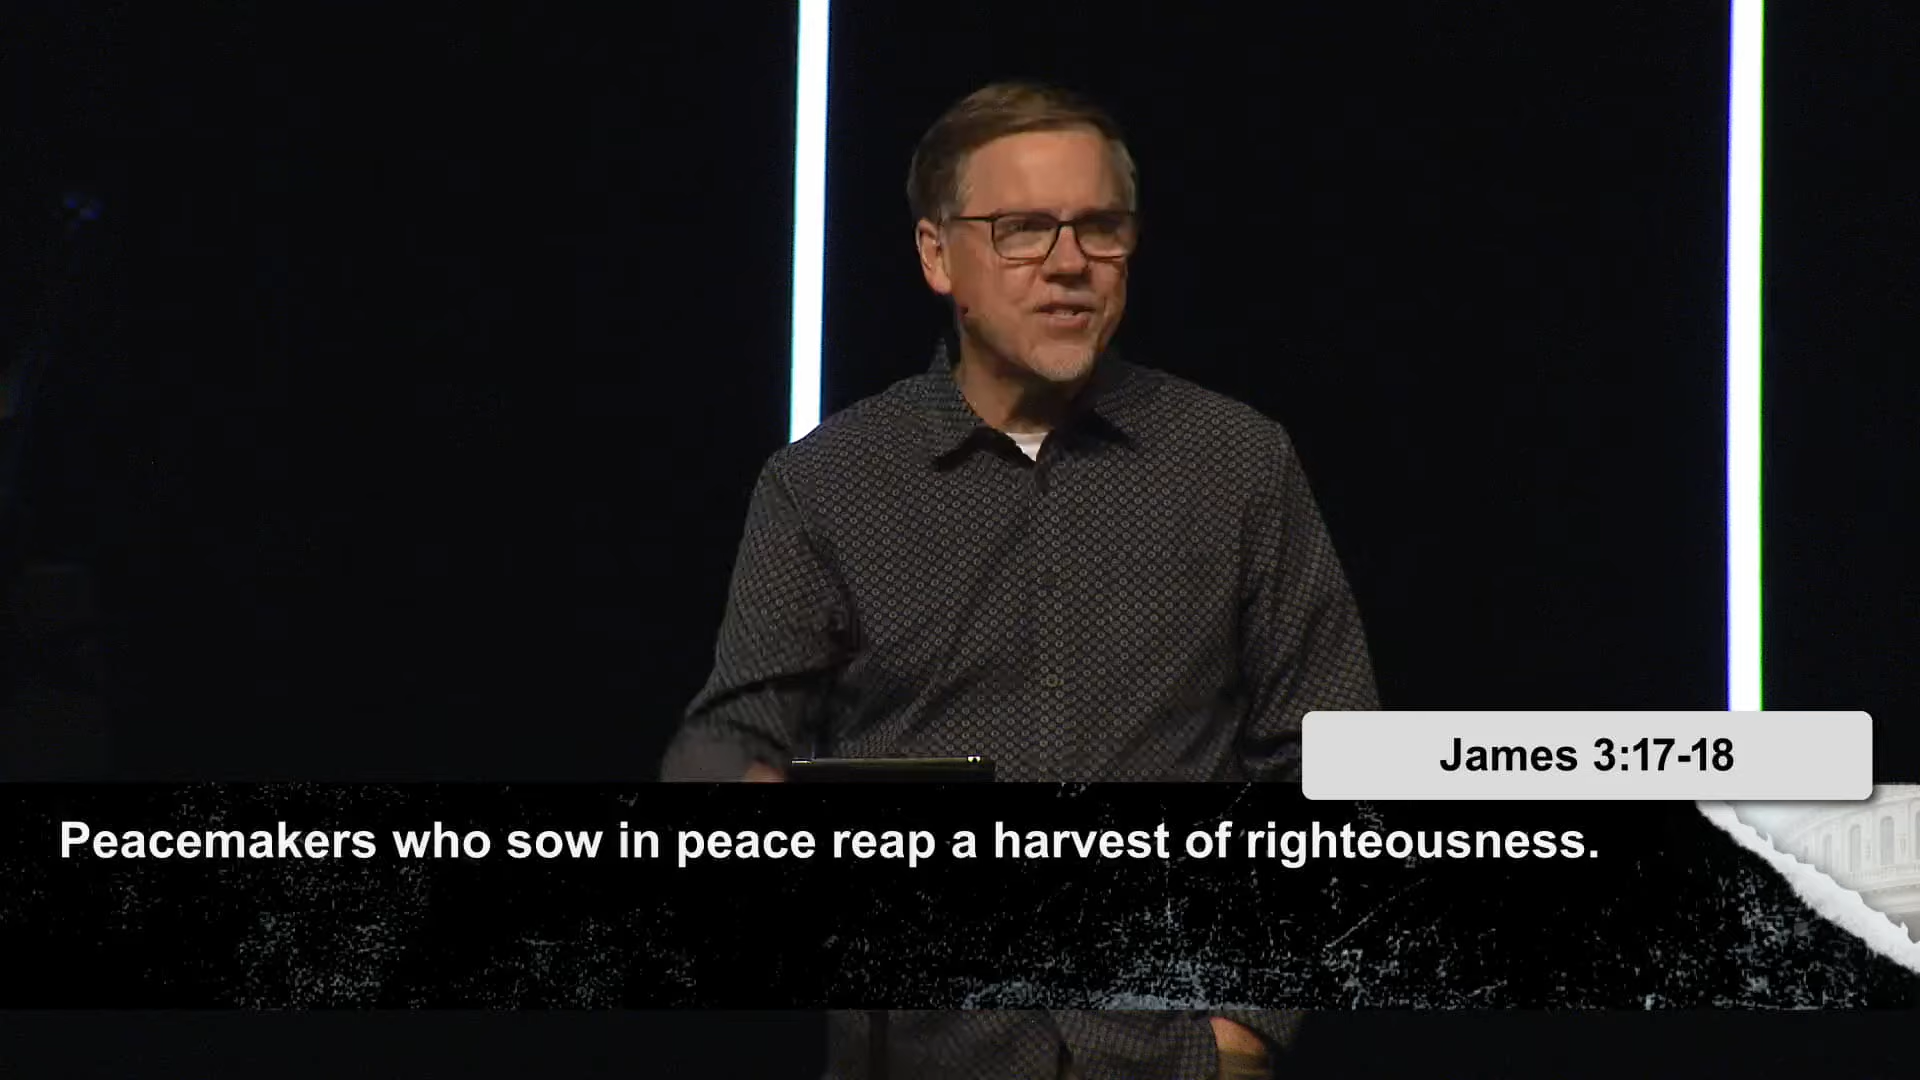 James 3:17-18
Peacemakers who sow in peace reap a harvest of righteousness.